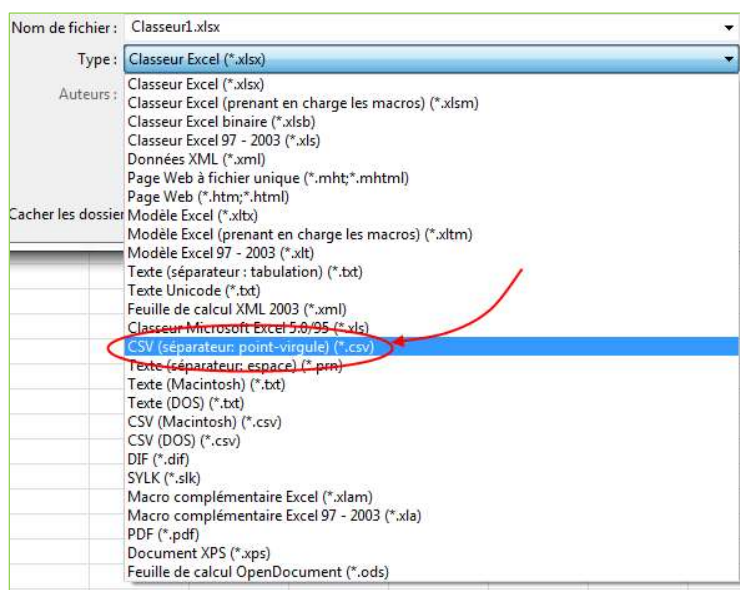 Nom de fichier : Classeur1.xlsx
Type : Classeur Excel (*.xlsx)
Auteurs :
Cacher les dossier
Classeur Excel (*.xlsx)
Classeur Excel (prenant en charge les macros) (*.xlsm)
Classeur Excel binaire (*.xlsb)
Classeur Excel 97 - 2003 (*.xls)
Données XML (*.xml)
Page Web à fichier unique (*.mht;*.mhtml)
Page Web (*.htm;*.html)
Modèle Excel (*.xltx)
Modèle Excel (prenant en charge les macros) (*.xltm)
Modèle Excel 97 - 2003 (*.xlt)
Texte (séparateur : tabulation) (*.txt)
Texte Unicode (*.txt)
Feuille de calcul XML 2003 (*.xml)
Classeur Microsoft Excel 5.0/95 (*.xls)
CSV (séparateur: point-virgule) (*.csv)
Texte (séparateur: espace) (*.prn)
Texte (Macintosh) (*.txt)
Texte (DOS) (*.txt)
CSV (Macintosh) (*.csv)
CSV (DOS) (*.csv)
DIF (*.dif)
SYLK (*.slk)
Macro complémentaire Excel (*.xlam)
Macro complémentaire Excel 97 - 2003 (*.xla)
PDF (*.pdf)
Document XPS (*.xps)
Feuille de calcul OpenDocument (*.ods)